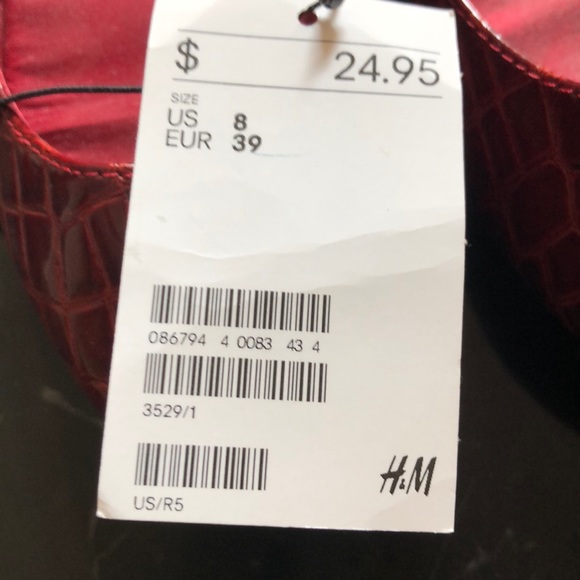 $ 24.95
SIZE
US 8
EUR 39
086794 4 0083 43 4
3529/1
US/R5
H&M